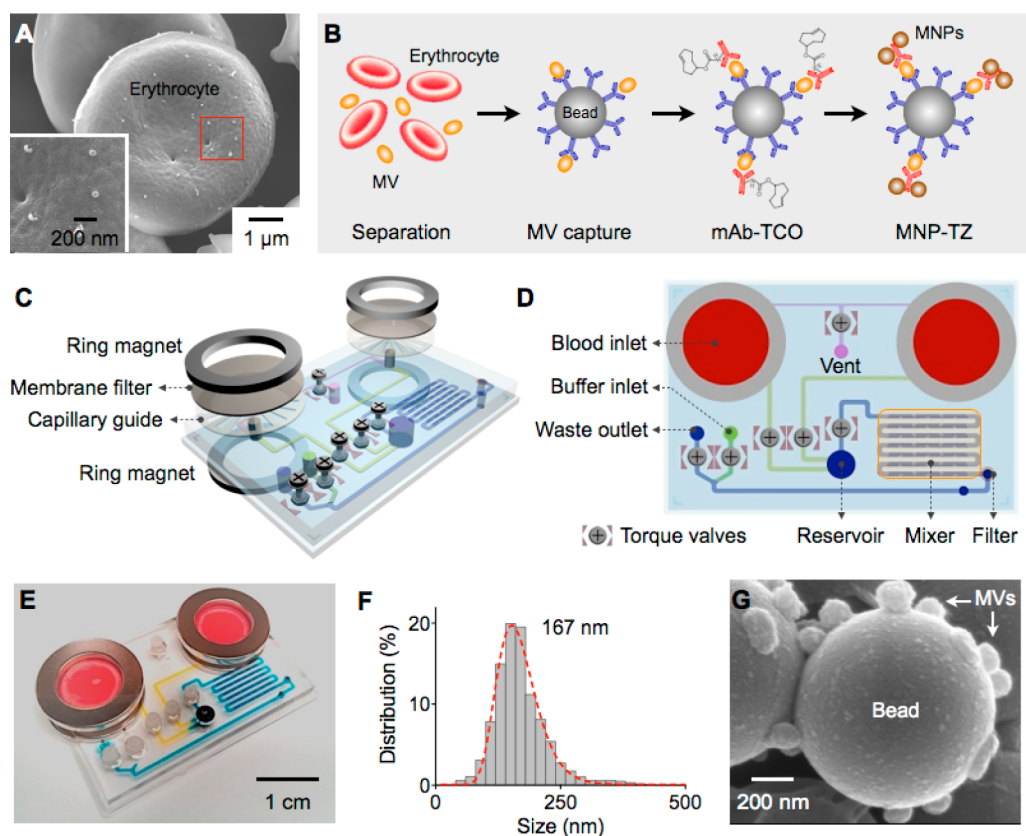 A
Erythrocyte
200 nm
1 µm
B
Erythrocyte
MV
Bead
MNPs
Separation
MV capture
mAb-TCO
MNP-TZ
C
Ring magnet
Membrane filter
Capillary guide
Ring magnet
D
Blood inlet
Vent
Buffer inlet
Waste outlet
Torque valves
Reservoir
Mixer
Filter
E
1 cm
F
Distribution (%)
20
10
0
167 nm
0
250
500
Size (nm)
G
MVs
Bead
200 nm